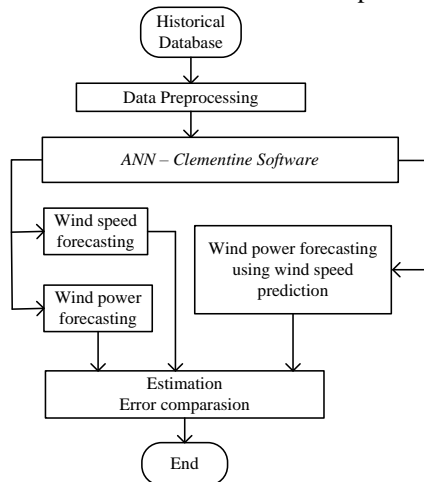 Historical
Database
Data Preprocessing
ANN – Clementine Software
Wind speed
forecasting
Wind power forecasting
using wind speed
prediction
Wind power
forecasting
Estimation
Error comparasion
End